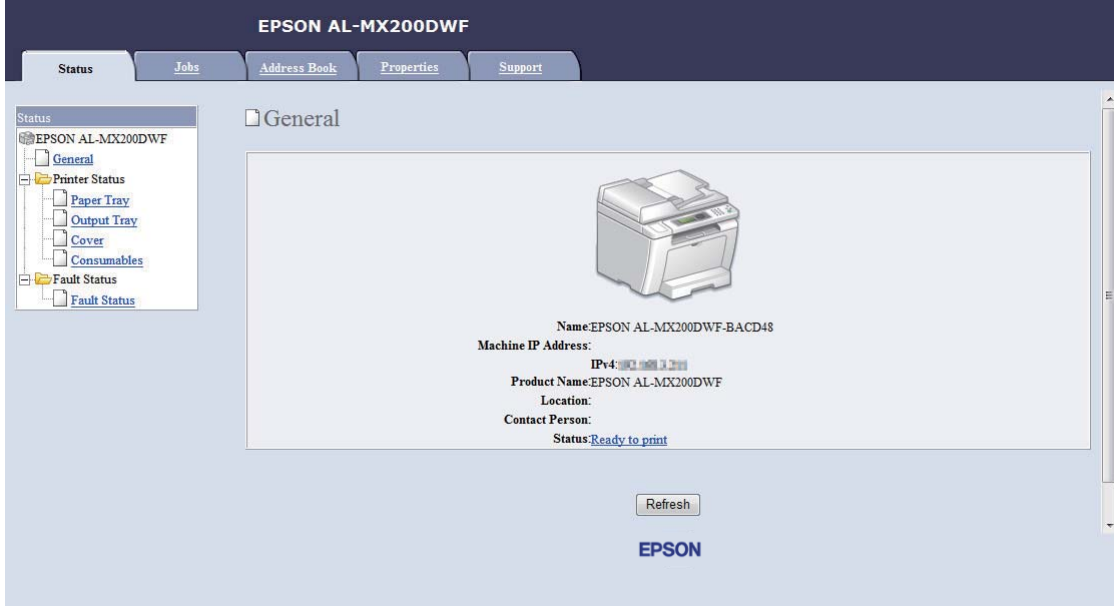 EPSON AL-MX200DWF
Status Jobs Address Book Properties Support
Status
EPSON AL-MX200DWF
General
Printer Status
Paper Tray
Output Tray
Cover
Consumables
Fault Status
Fault Status
General
Name:EPSON AL-MX200DWF-BACD48
Machine IP Address:
IPv4:
Product Name:EPSON AL-MX200DWF
Location:
Contact Person:
Status:Ready to print
Refresh
EPSON